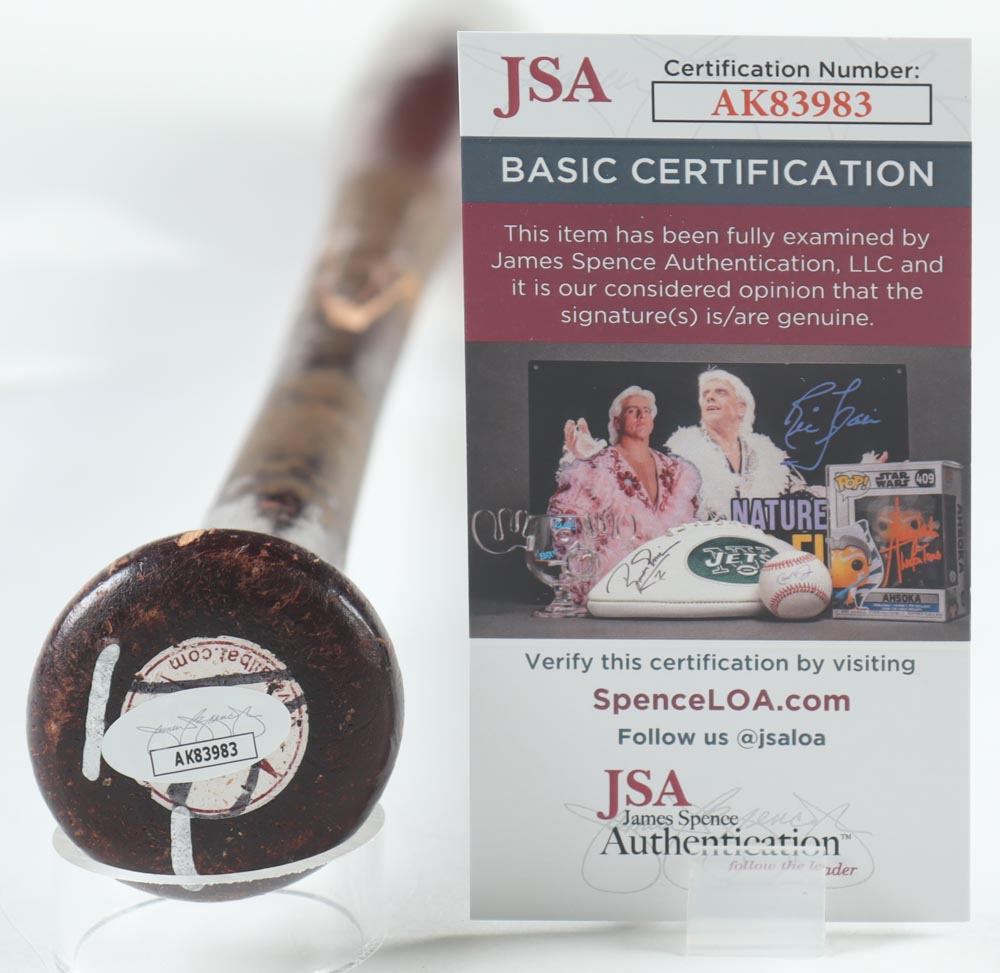 JSA
Certification Number:
AK83983
BASIC CERTIFICATION
This item has been fully examined by
James Spence Authentication, LLC and
it is our considered opinion that the
signature(s) is/are genuine.
NATURE
JETS
POP!
STAR
WARS
409
AHSOKA
AHSOKA
Verify this certification by visiting
SpenceLOA.com
Follow us @jsaloa
JSA
James Spence
Authentication™
follow the leader
AK83983